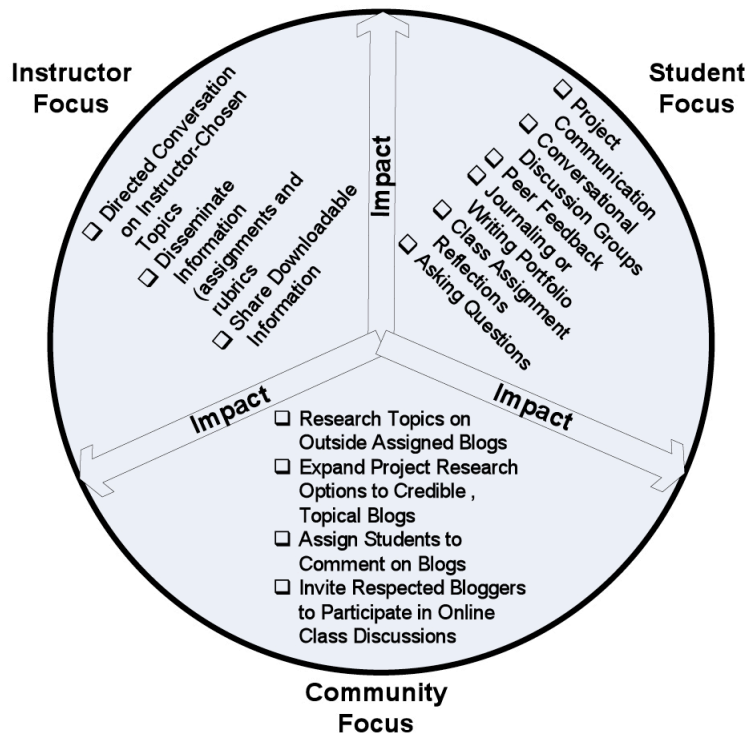 Instructor
Focus
Student
Focus
❑ Directed Conversation
on Instructor-Chosen
Topics
❑ Disseminate
Information
(assignments and
rubrics
❑ Share Downloadable
Information
Impact
❑ Project
Communication
❑ Conversational
Discussion Groups
❑ Peer Feedback
❑ Journaling or
Writing Portfolio
❑ Class Assignment
Reflections
❑ Asking Questions
Impact
Impact
❑ Research Topics on
Outside Assigned Blogs
❑ Expand Project Research
Options to Credible ,
Topical Blogs
❑ Assign Students to
Comment on Blogs
❑ Invite Respected Bloggers
to Participate in Online
Class Discussions
Community
Focus